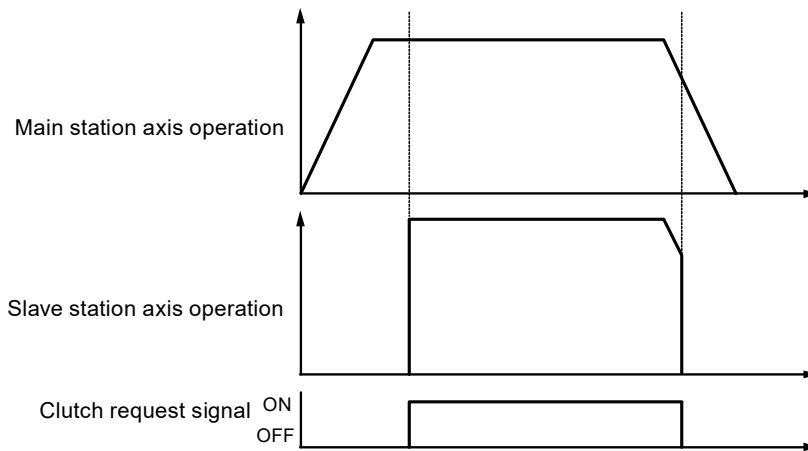 Main station axis operation
Slave station axis operation
Clutch request signal ON
OFF